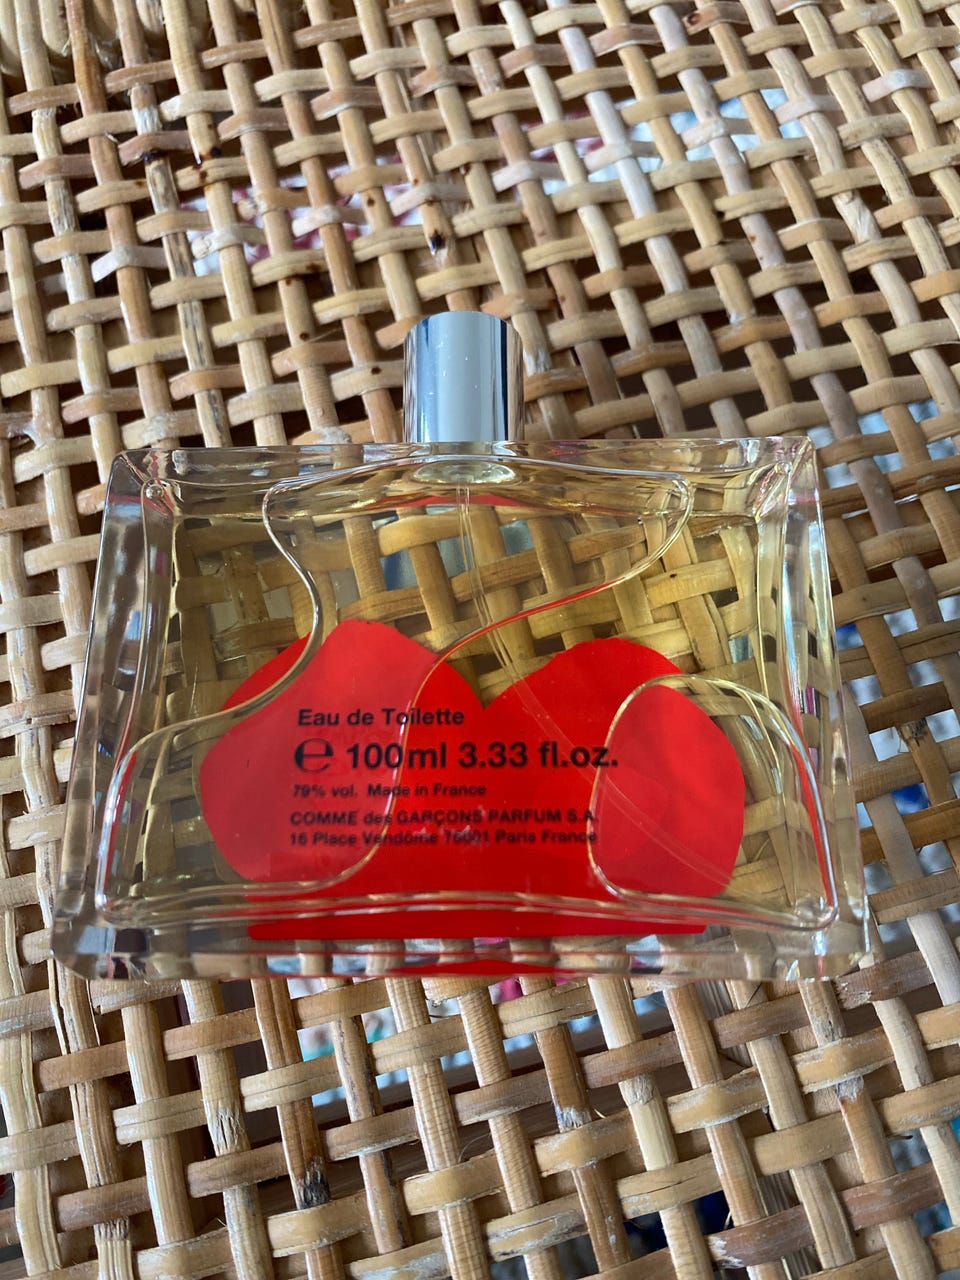 Eau de Toilette
℮ 100ml 3.33 fl.oz.
79% vol. Made in France
COMME des GARÇONS PARFUM S.A.
16 Place Vendôme 75001 Paris France